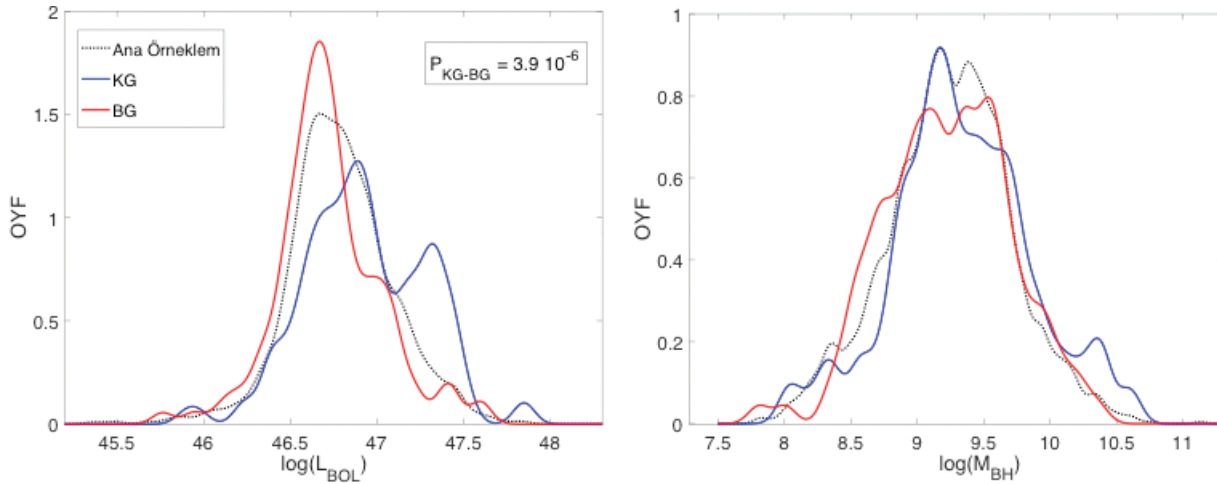 2
1.5
1
0.5
0
OYF
Ana Örneklem
KG
BG
P_KG-BG = 3.9 10^-6
45.5 46 46.5 47 47.5 48
log(L_BOL)
1
0.8
0.6
0.4
0.2
0
OYF
7.5 8 8.5 9 9.5 10 10.5 11
log(M_BH)